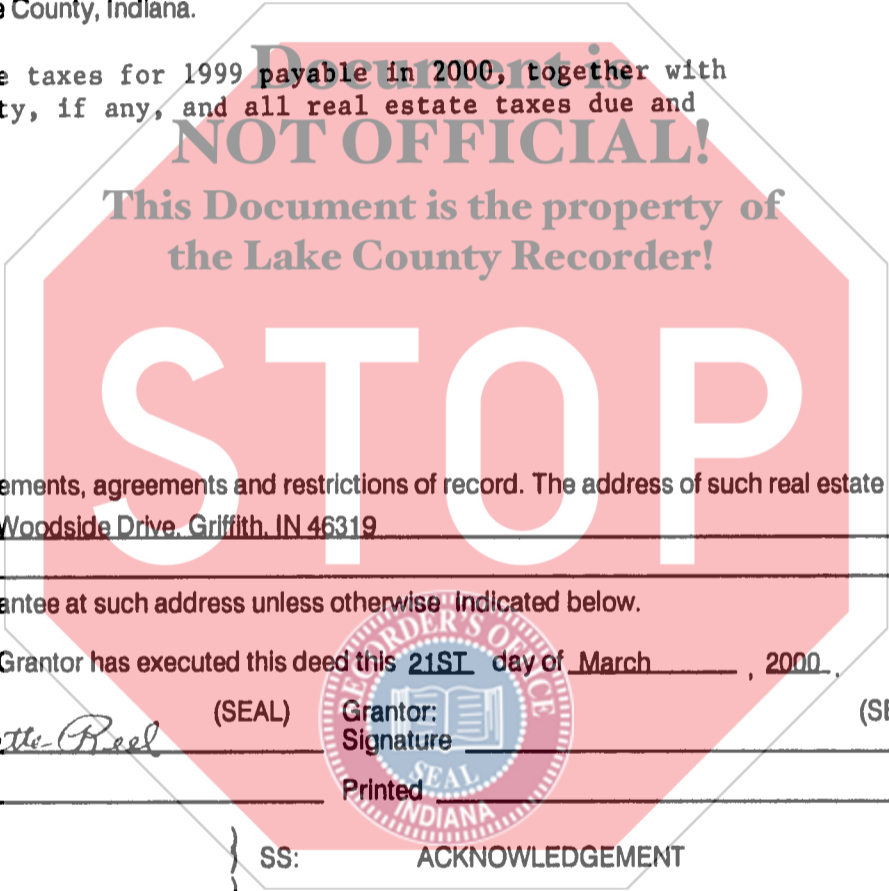 e County, Indiana.
Document is
e taxes for 1999 payable in 2000, together with
ty, if any, and all real estate taxes due and
NOT OFFICIAL!
This Document is the property of
the Lake County Recorder!
STOP
ements, agreements and restrictions of record. The address of such real estate
Woodside Drive, Griffith, IN 46319
antee at such address unless otherwise indicated below.
Grantor has executed this deed this 21ST day of March , 2000 .
(SEAL) Grantor: (SE
tte Reel Signature
Printed
RECORDER'S OFFICE
SEAL
INDIANA
SS: ACKNOWLEDGEMENT